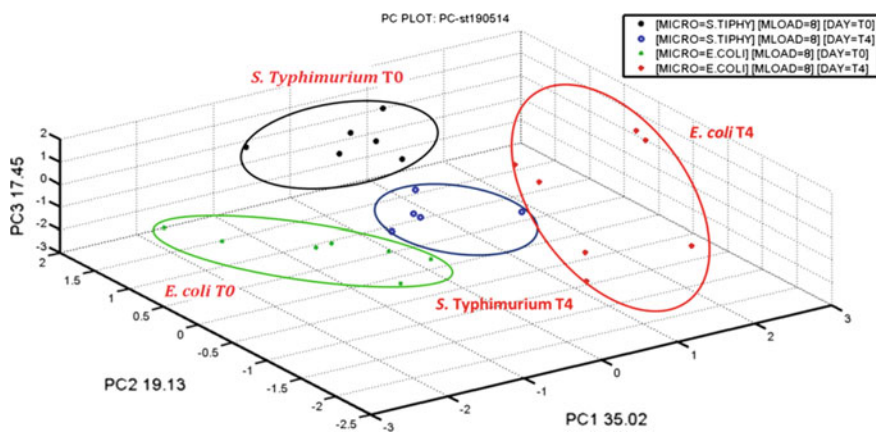 PC PLOT: PC-st190514
[MICRO=S.TIPHY] [MLOAD=8] [DAY=T0]
[MICRO=S.TIPHY] [MLOAD=8] [DAY=T4]
[MICRO=E.COLI] [MLOAD=8] [DAY=T0]
[MICRO=E.COLI] [MLOAD=8] [DAY=T4]
S. Typhimurium T0
E. coli T4
E. coli T0
S. Typhimurium T4
PC3 17.45
2
1
0
-1
-2
-3
PC2 19.13
2
1.5
1
0.5
0
-0.5
-1
-1.5
-2
-2.5
PC1 35.02
-3
-2
-1
0
1
2
3